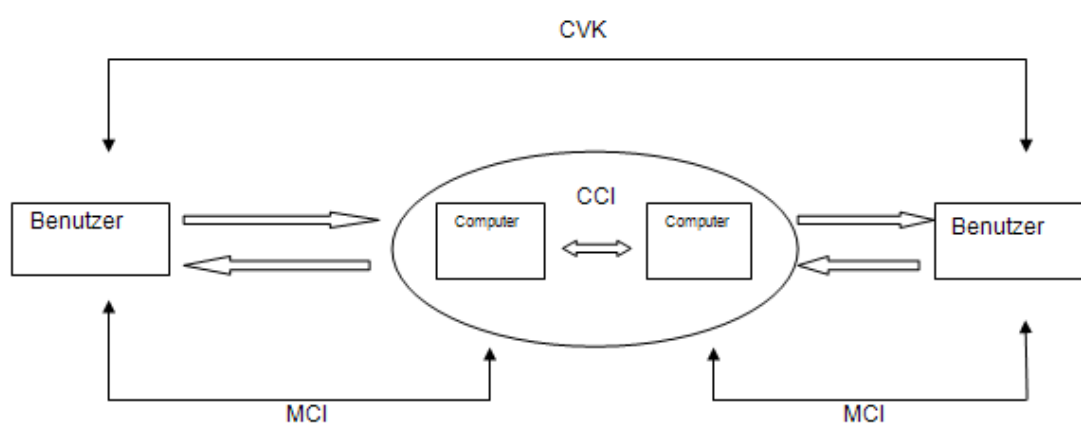 CVK
CCI
Benutzer
Computer
Computer
Benutzer
MCI
MCI